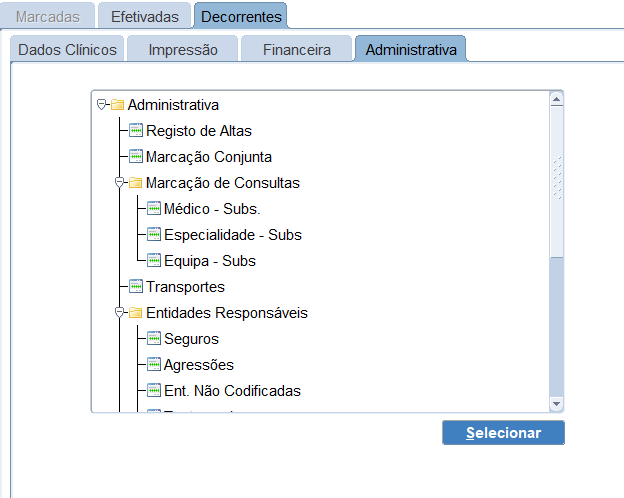 Marcadas Efetivadas Decorrentes
Dados Clínicos Impressão Financeira Administrativa
Administrativa
Registo de Altas
Marcação Conjunta
Marcação de Consultas
Médico - Subs.
Especialidade - Subs
Equipa - Subs
Transportes
Entidades Responsáveis
Seguros
Agressões
Ent. Não Codificadas
Selecionar